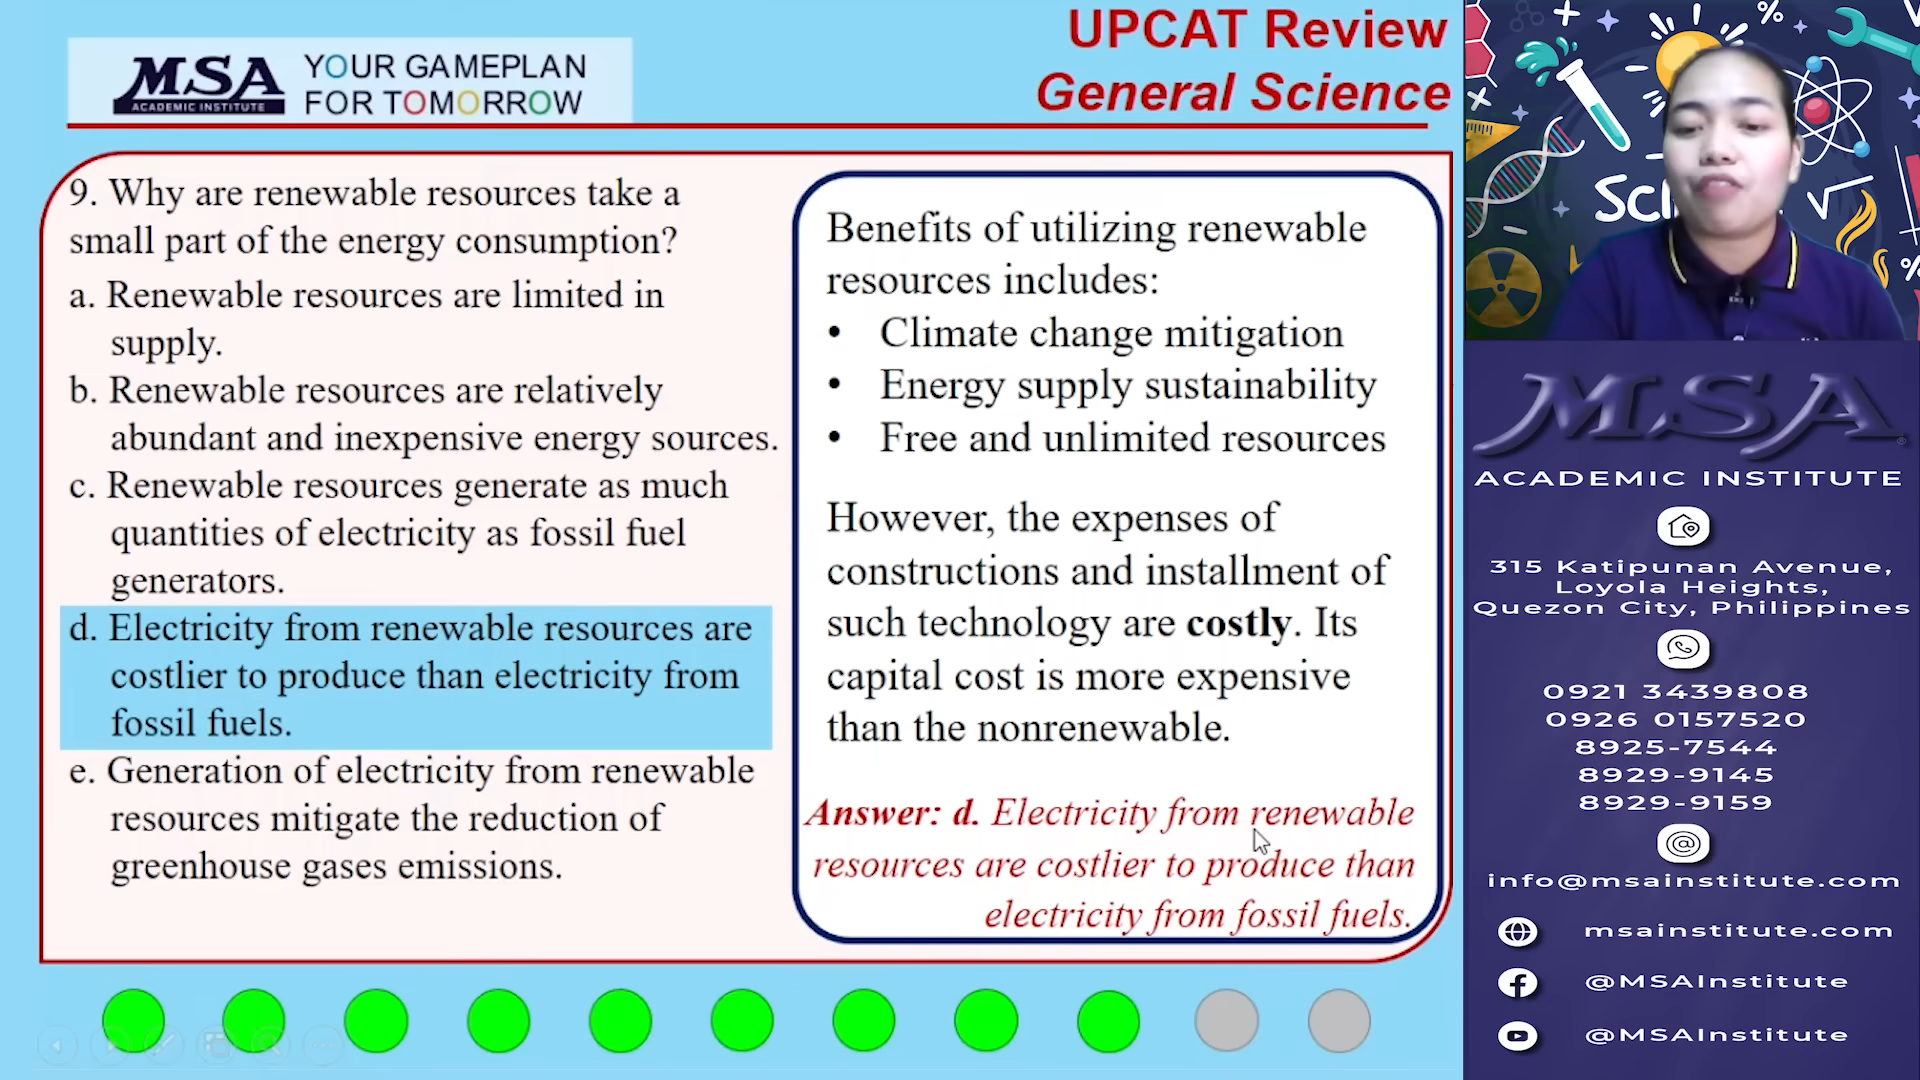 MSA
ACADEMIC INSTITUTE
YOUR GAMEPLAN
FOR TOMORROW
UPCAT Review
General Science
9. Why are renewable resources take a
small part of the energy consumption?
a. Renewable resources are limited in
supply.
b. Renewable resources are relatively
abundant and inexpensive energy sources.
c. Renewable resources generate as much
quantities of electricity as fossil fuel
generators.
d. Electricity from renewable resources are
costlier to produce than electricity from
fossil fuels.
e. Generation of electricity from renewable
resources mitigate the reduction of
greenhouse gases emissions.
Benefits of utilizing renewable
resources includes:
• Climate change mitigation
• Energy supply sustainability
• Free and unlimited resources
However, the expenses of
constructions and installment of
such technology are costly. Its
capital cost is more expensive
than the nonrenewable.
Answer: d. Electricity from renewable
resources are costlier to produce than
electricity from fossil fuels.
MSA
ACADEMIC INSTITUTE
315 Katipunan Avenue,
Loyola Heights,
Quezon City, Philippines
0921 3439808
0926 0157520
8925-7544
8929-9145
8929-9159
info@msainstitute.com
msainstitute.com
@MSAInstitute
@MSAInstitute